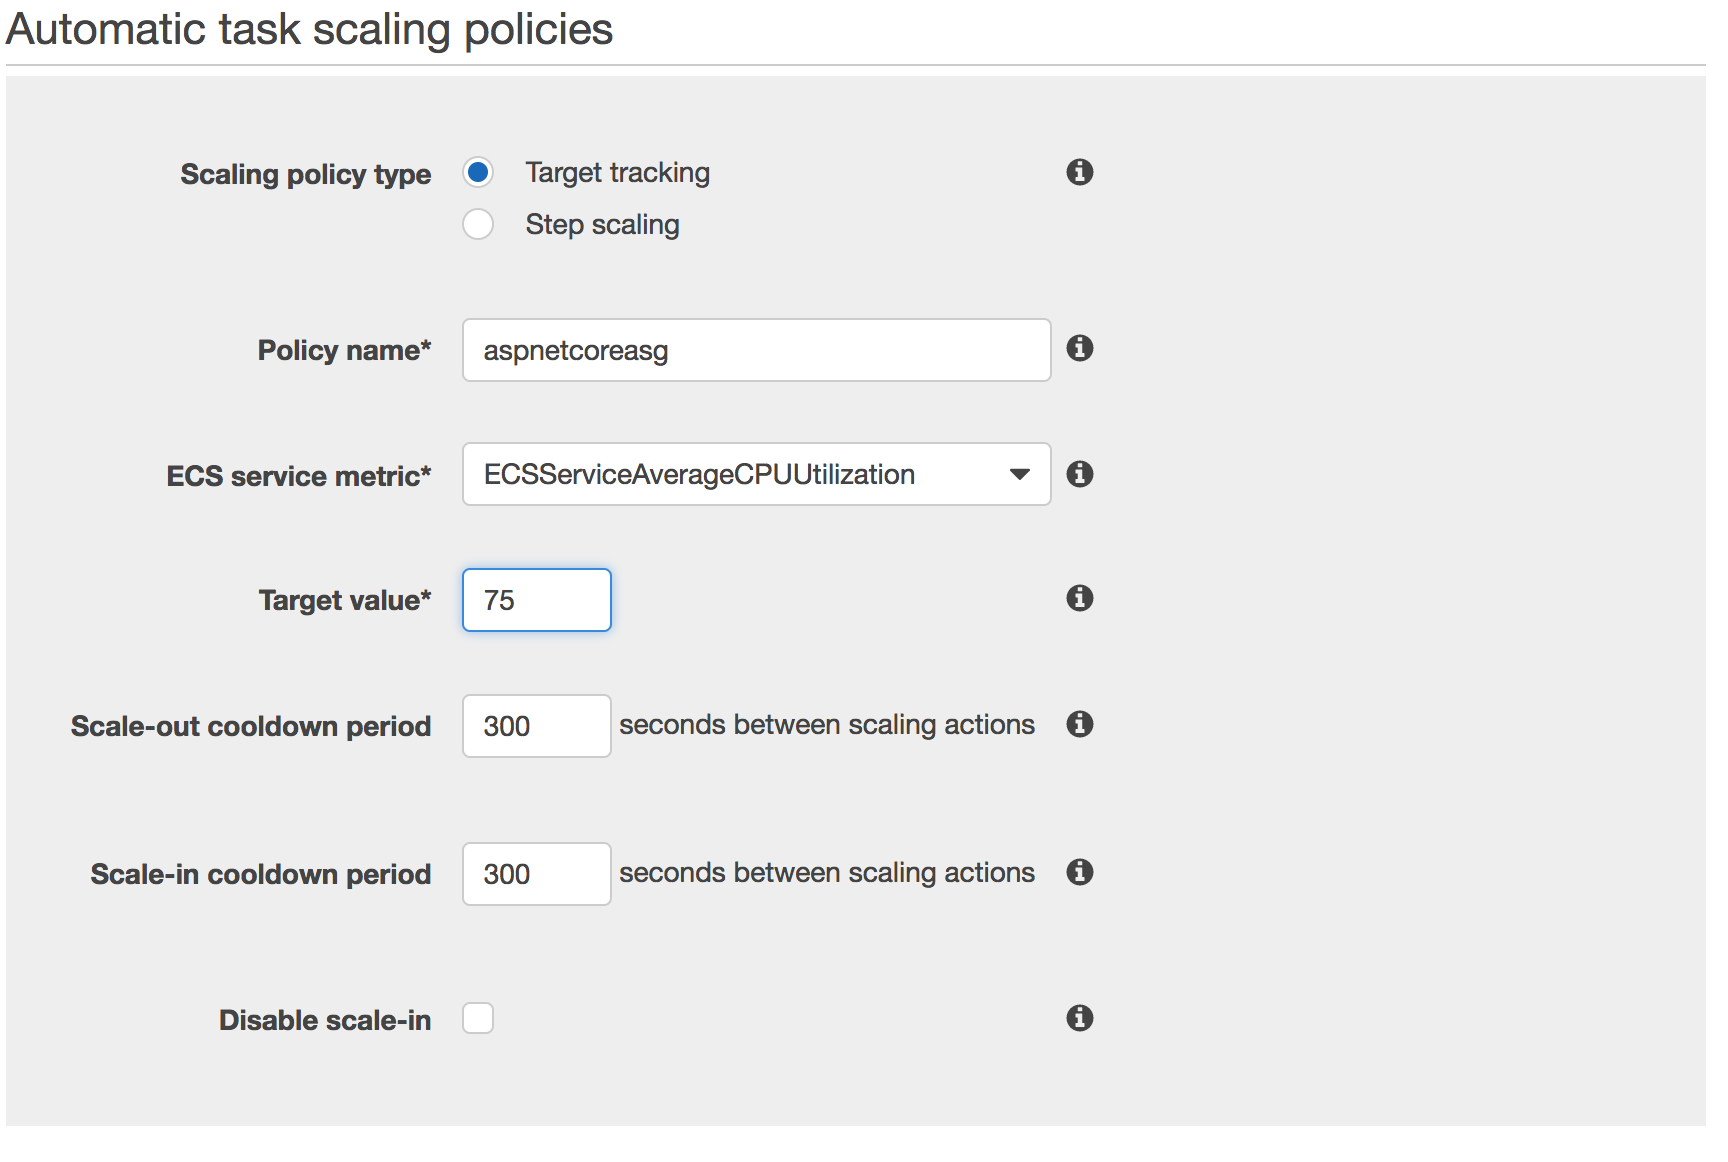 Automatic task scaling policies
Scaling policy type Target tracking
Step scaling
Policy name* aspnetcoreasg
ECS service metric* ECSServiceAverageCPUUtilization
Target value* 75
Scale-out cooldown period 300 seconds between scaling actions
Scale-in cooldown period 300 seconds between scaling actions
Disable scale-in